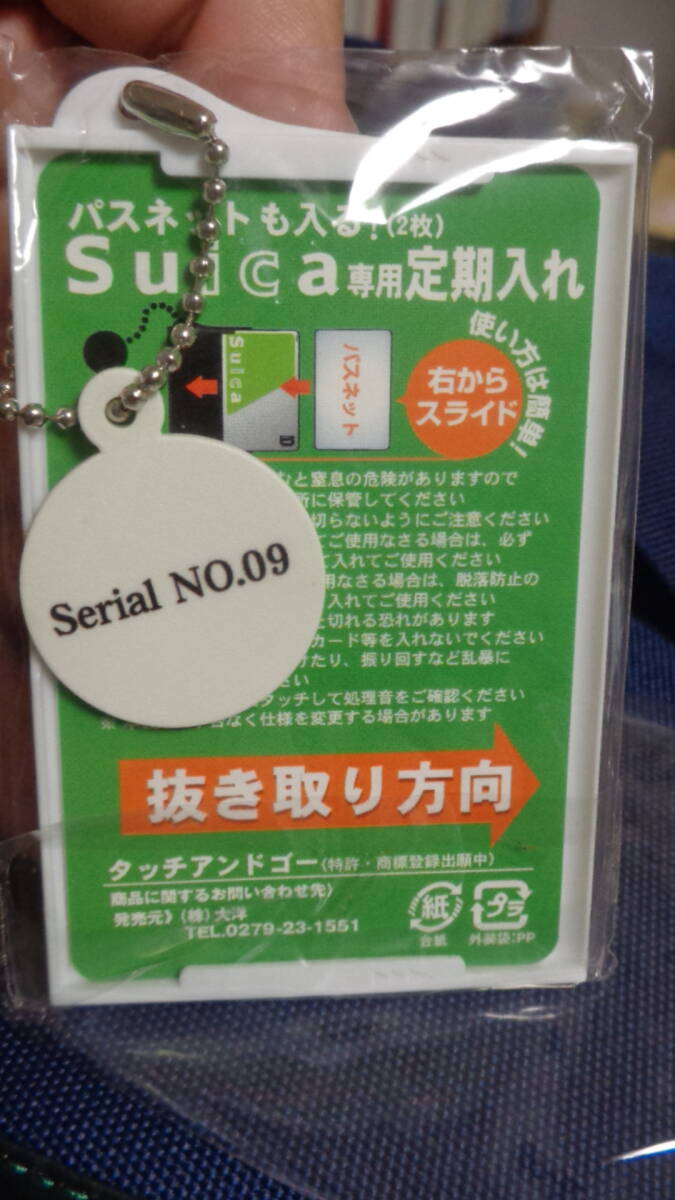 パスネットも入る!(2枚)
Suica専用定期入れ
使い方は簡単!
Suica
パスネット
右から
スライド
と窒息の危険がありますので
所に保管してください
切らないようにご注意ください
てご使用なさる場合は、必ず
て入れてご使用ください
用なさる場合は、脱落防止の
入れてご使用ください
切れる恐れがあります
カード等を入れないでください
けたり、振り回すなど乱暴に
さい
タッチして処理音をご確認ください
なく仕様を変更する場合があります
Serial NO.09
抜き取り方向
タッチアンドゴー(特許・商標登録出願中)
商品に関するお問い合わせ先》
発売元》(株)大洋
TEL.0279-23-1551
紙
台紙
プラ
外装袋:PP